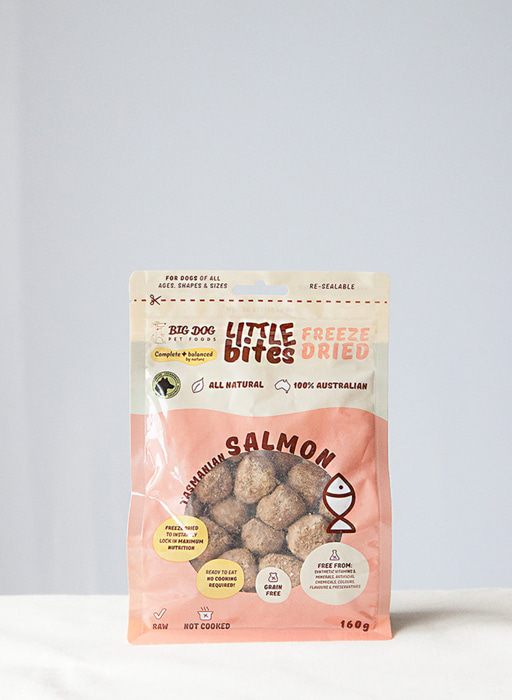 FOR DOGS OF ALL
AGES, SHAPES & SIZES
RE-SEALABLE
BIG DOG
PET FOODS
Complete + balanced
by nature
LITTLE
bites
FREEZE
DRIED
ALL NATURAL
100% AUSTRALIAN
TASMANIAN SALMON
FREEZE DRIED
TO INSTANTLY
LOCK IN MAXIMUM
NUTRITION
READY TO EAT
NO COOKING
REQUIRED!
GRAIN
FREE
FREE FROM:
SYNTHETIC VITAMINS &
MINERALS, ARTIFICIAL
CHEMICALS, COLOURS,
FLAVOURS & PRESERVATIVES
RAW
NOT COOKED
160g